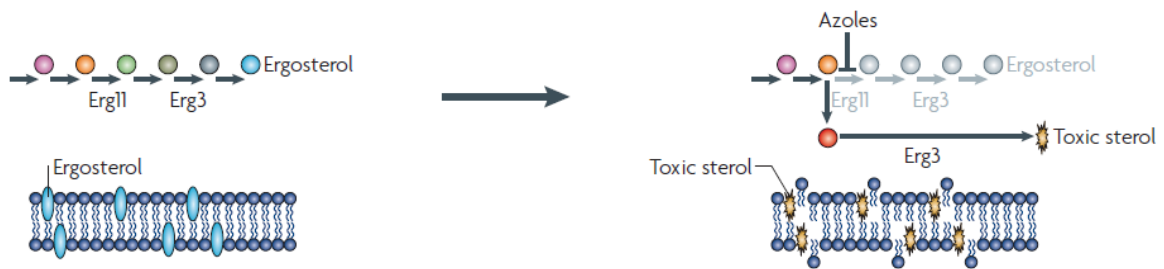 Azoles
Ergosterol
Erg11 Erg3
Ergosterol
Erg11 Erg3
Toxic sterol
Erg3
Ergosterol
Toxic sterol